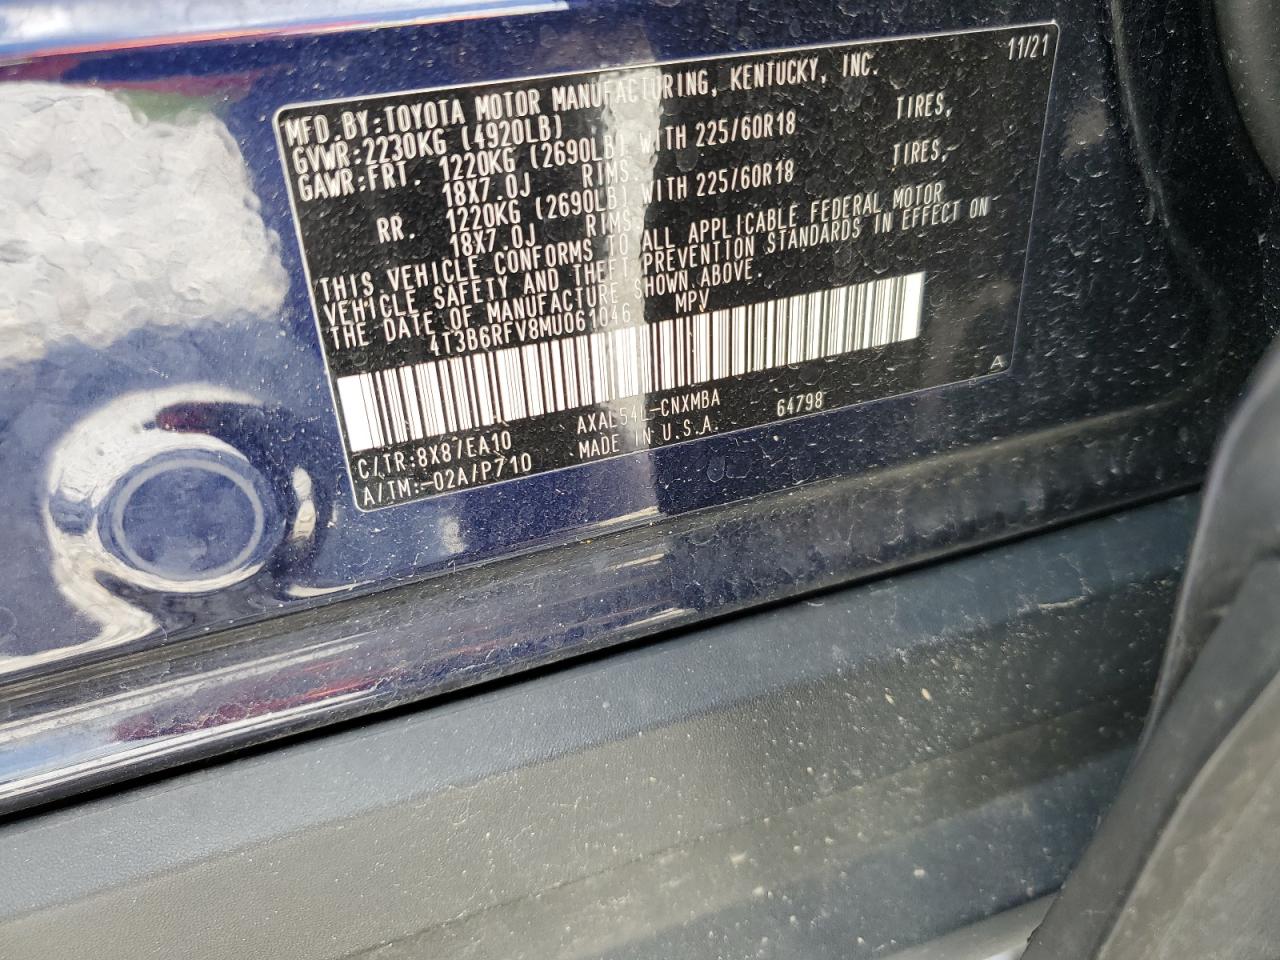 11/21
MFD.BY:TOYOTA MOTOR MANUFACTURING, KENTUCKY, INC.
GVWR:2230KG (4920LB)
GAWR:FRT. 1220KG (2690LB) WITH 225/60R18 TIRES,
18X7.0J RIMS.
RR. 1220KG (2690LB) WITH 225/60R18 TIRES,
18X7.0J RIMS
THIS VEHICLE CONFORMS TO ALL APPLICABLE FEDERAL MOTOR
VEHICLE SAFETY AND THEFT PREVENTION STANDARDS IN EFFECT ON
THE DATE OF MANUFACTURE SHOWN ABOVE.
4T3B6RFV8MU061046 MPV
C/TR:8X87/EA10 AXAL54L-CNXMBA 64798 A
A/TM:-02A/P710 MADE IN U.S.A.